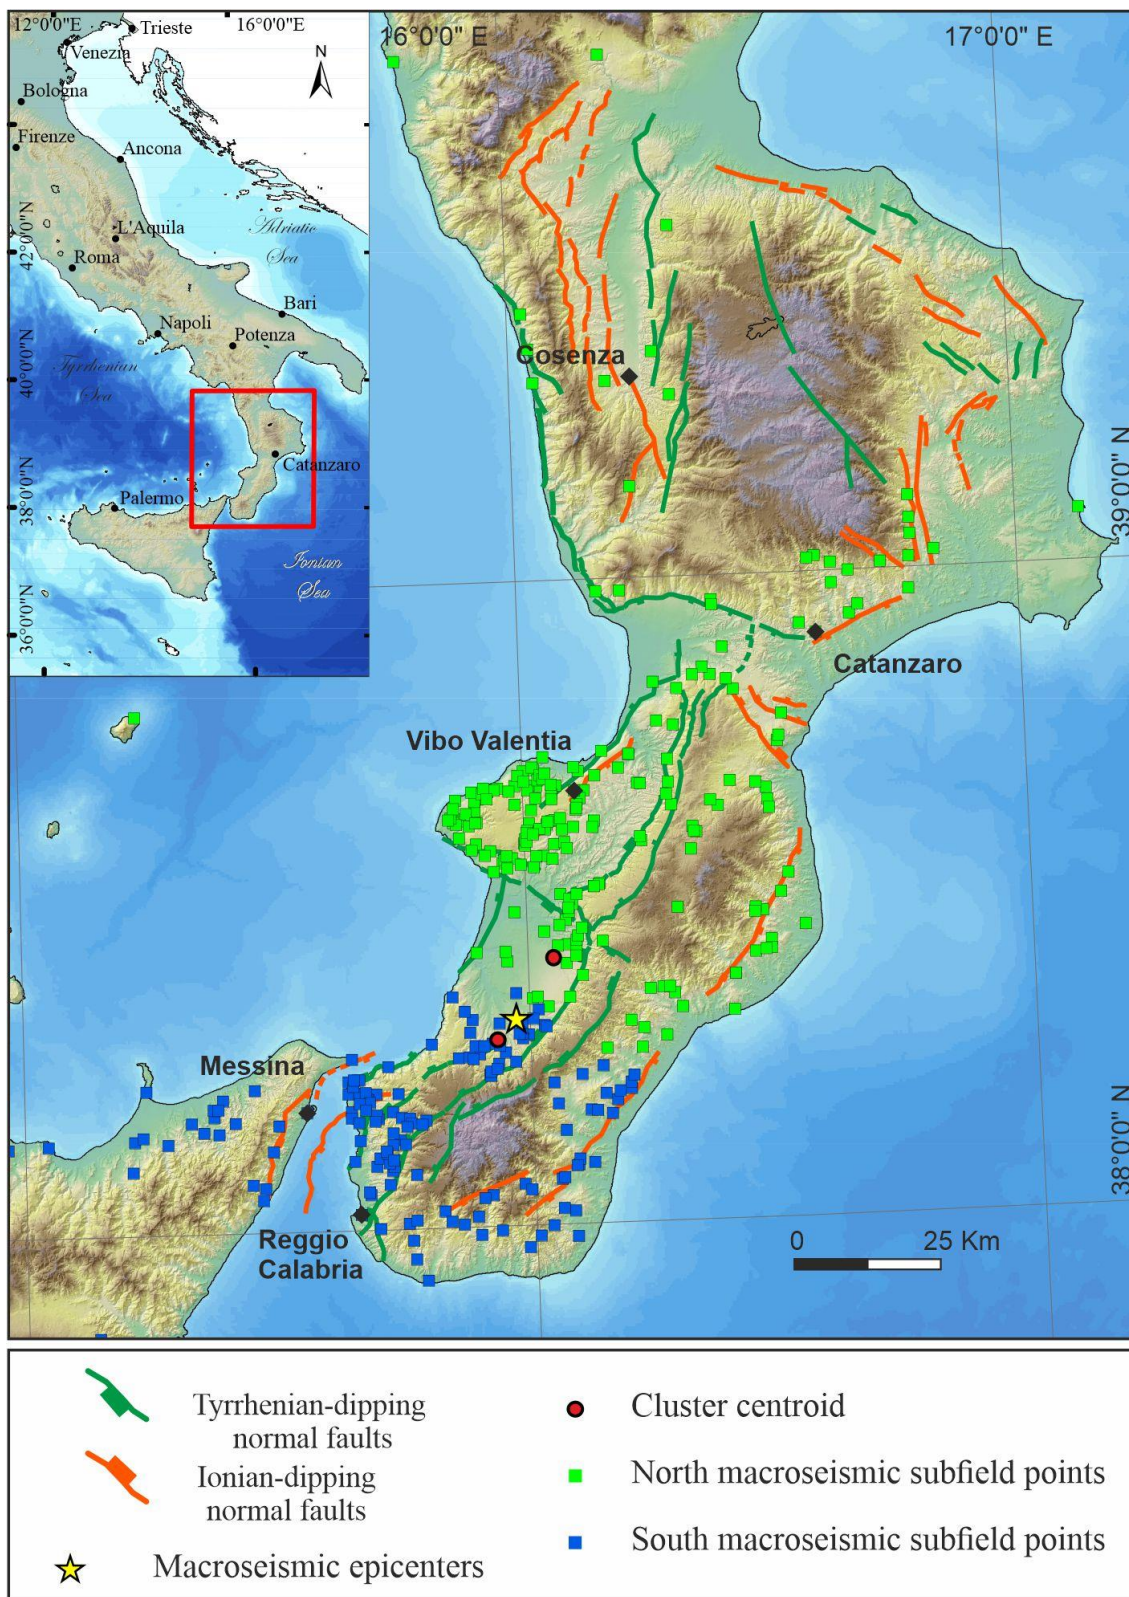 12°0'0"E
16°0'0"E
Trieste
Venezia
N
Bologna
Firenze
Ancona
42°0'0"N
L'Aquila
Adriatic
Sea
Roma
Bari
Napoli
Potenza
Tyrrhenian
Sea
40°0'0"N
Catanzaro
Palermo
38°0'0"N
Ionian
Sea
36°0'0"N
16°0'0" E
17°0'0" E
Cosenza
39°0'0" N
Catanzaro
Vibo Valentia
Messina
38°0'0" N
Reggio
Calabria
0 25 Km
Tyrrhenian-dipping
normal faults
Ionian-dipping
normal faults
Macroseismic epicenters
Cluster centroid
North macroseismic subfield points
South macroseismic subfield points